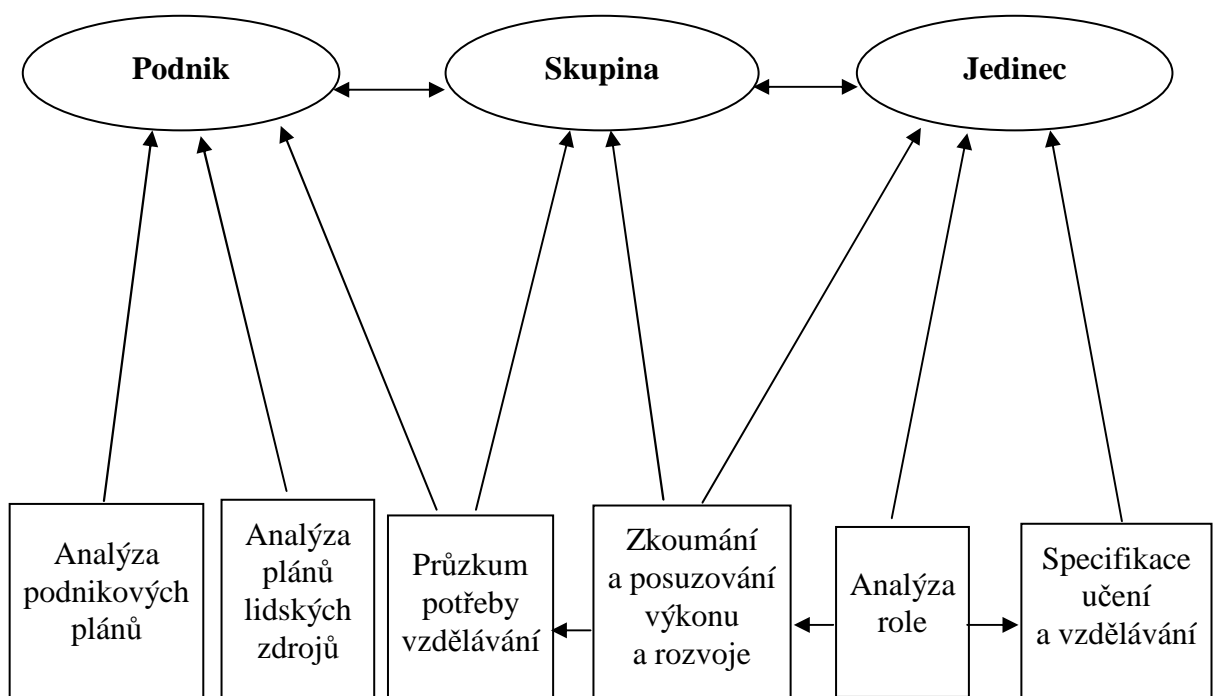 Podnik
Skupina
Jedinec
Analýza
podnikových
plánů
Analýza
plánů
lidských
zdrojů
Průzkum
potřeby
vzdělávání
Zkoumání
a posuzování
výkonu
a rozvoje
Analýza
role
Specifikace
učení
a vzdělávání